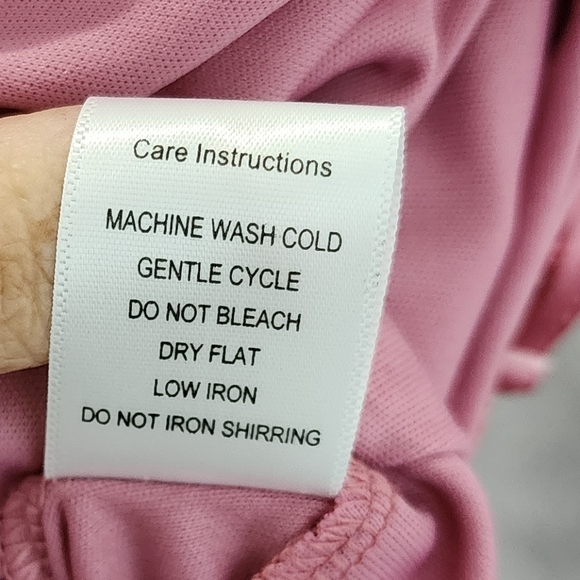 Care Instructions
MACHINE WASH COLD
GENTLE CYCLE
DO NOT BLEACH
DRY FLAT
LOW IRON
DO NOT IRON SHIRRING